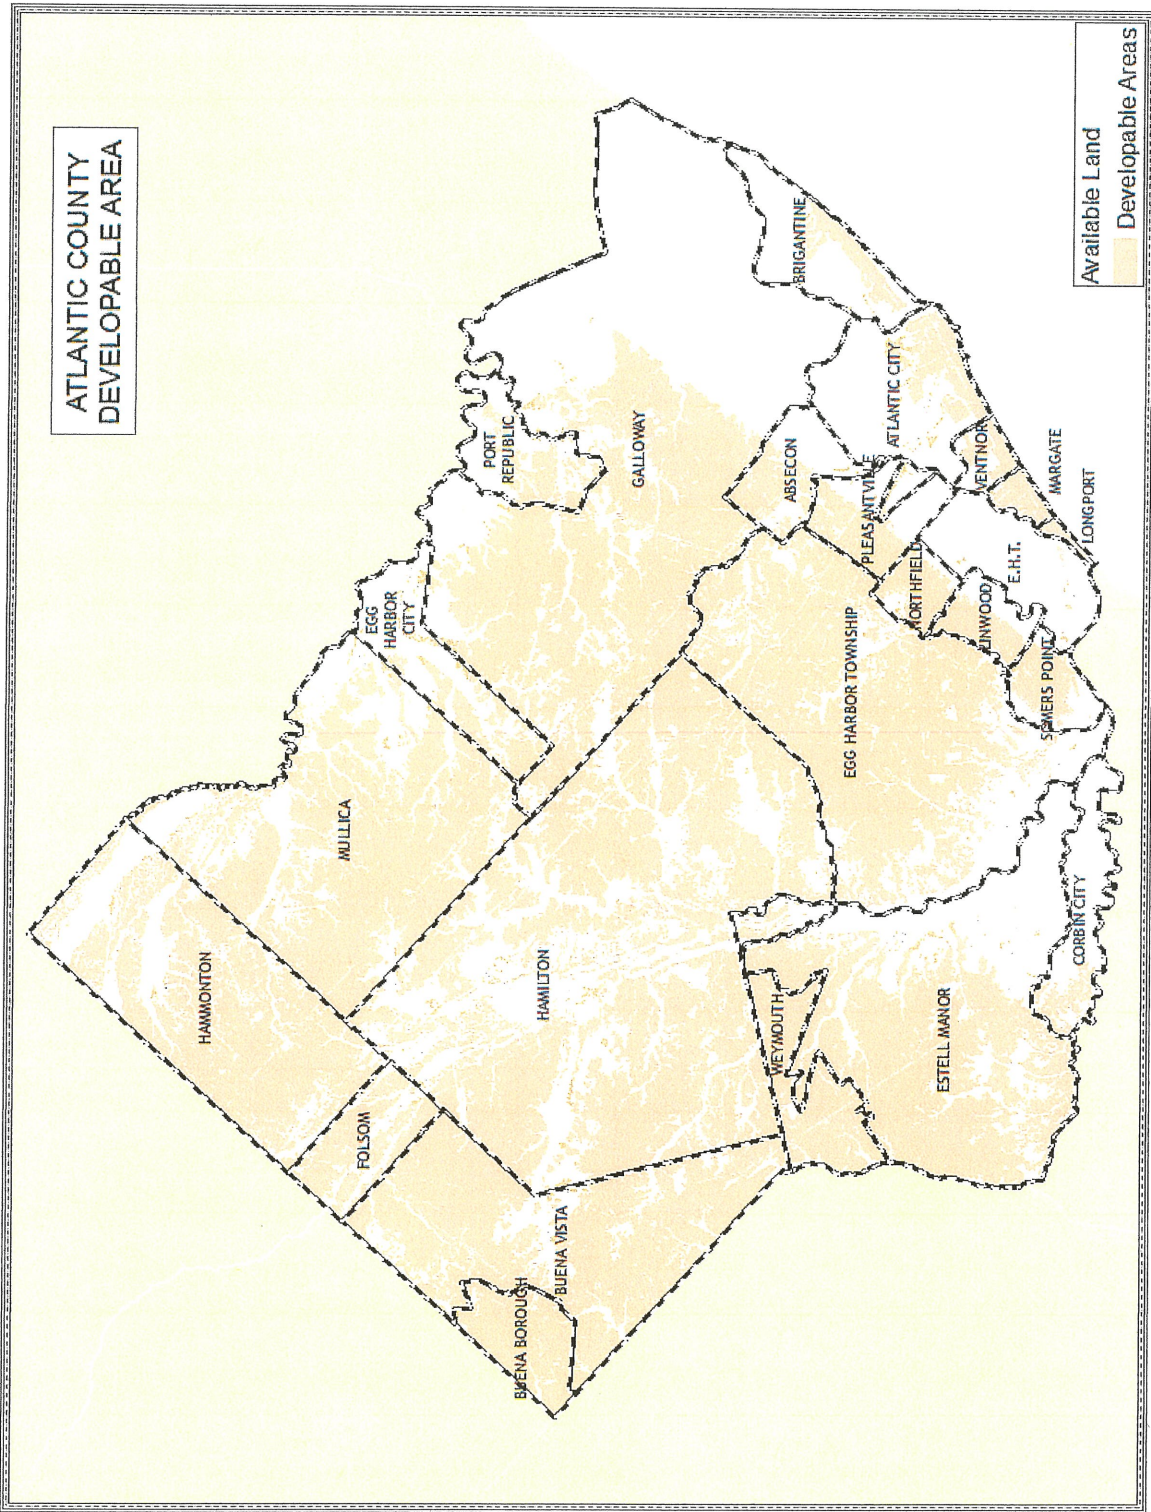 ATLANTIC COUNTY
DEVELOPABLE AREA
HAMMONTON
MULLICA
EGG
HARBOR
CITY
PORT
REPUBLIC
FOLSOM
HAMILTON
GALLOWAY
BUENA BOROUGH
BUENA VISTA
WEYMOUTH
ABSECON
BRIGANTINE
EGG HARBOR TOWNSHIP
PLEASANTVILLE
ATLANTIC CITY
NORTHFIELD
VENTNOR
ESTELL MANOR
LINWOOD
E.H.T.
MARGATE
SOMERS POINT
LONGPORT
CORBIN CITY
Available Land
Developable Areas